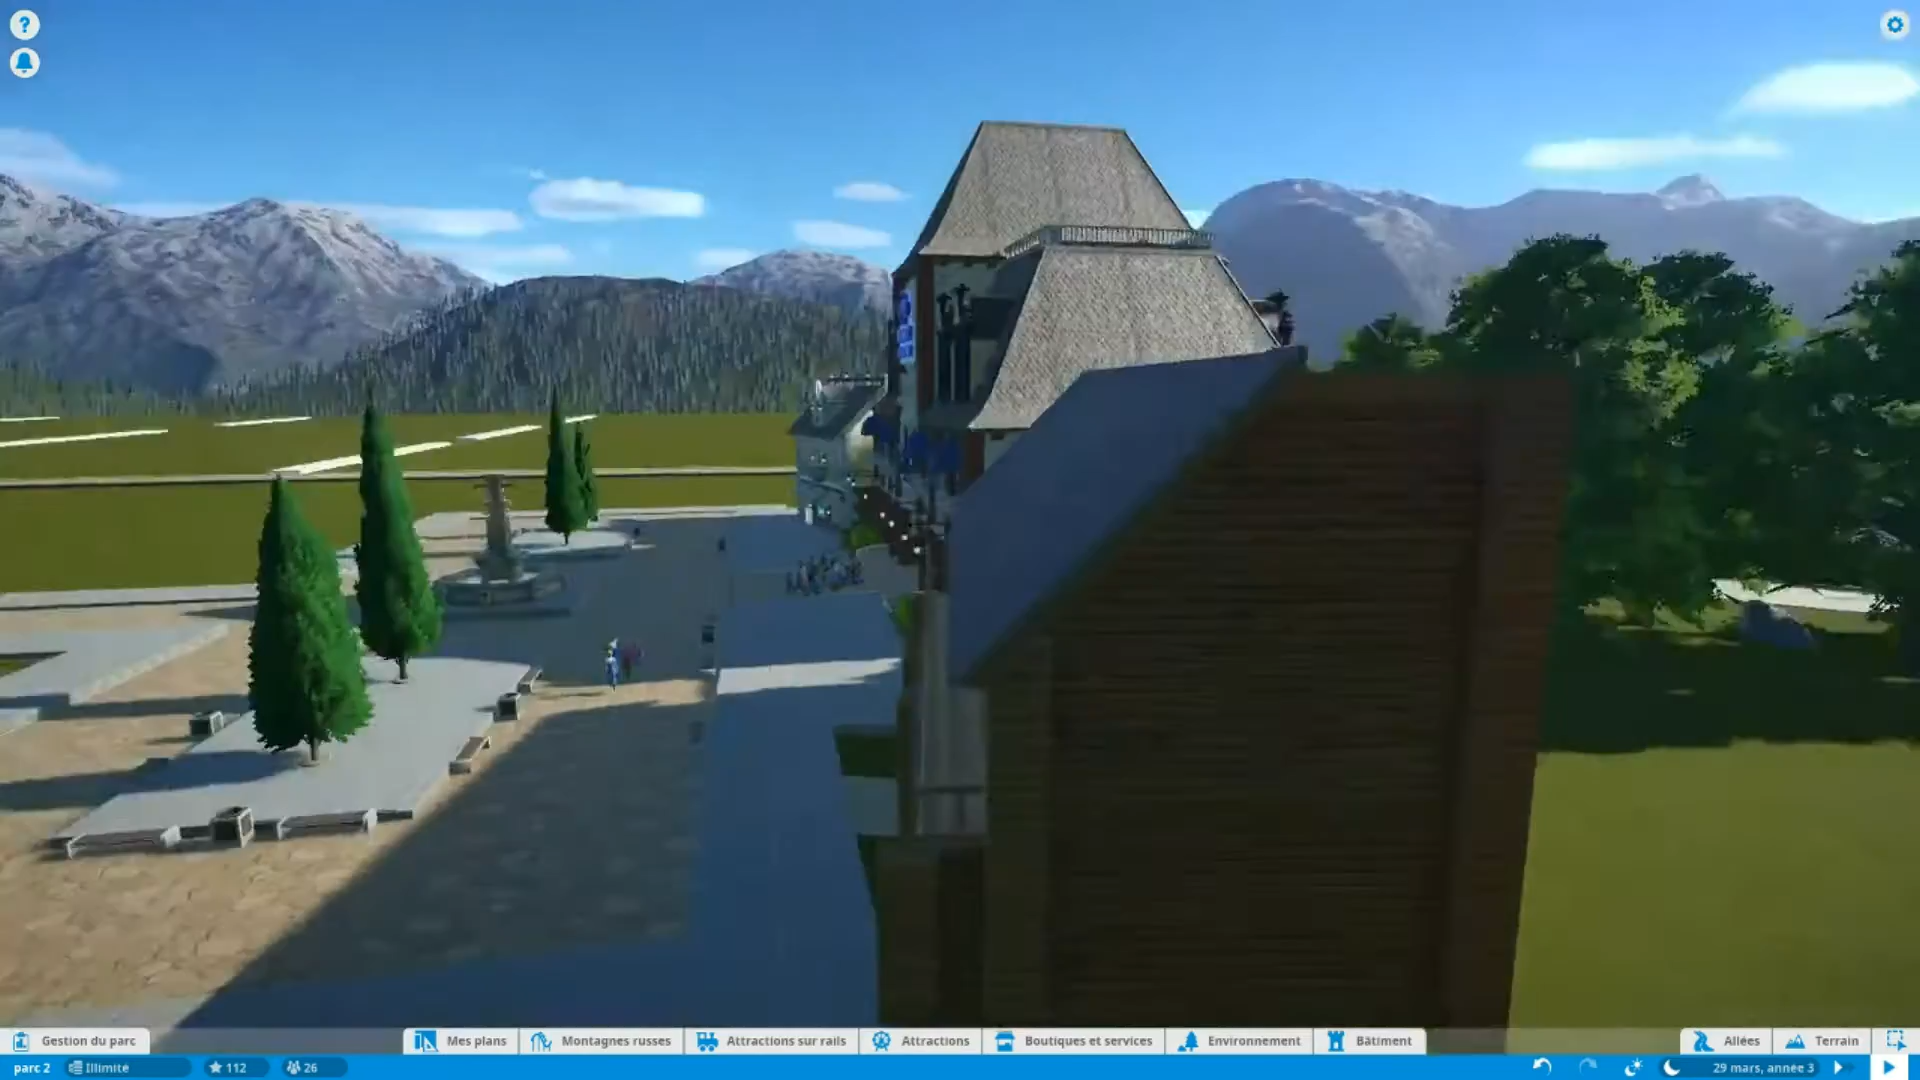 ?
Gestion du parc
Mes plans
Montagnes russes
Attractions sur rails
Attractions
Boutiques et services
Environnement
Bâtiment
Allées
Terrain
parc 2
Illimité
112
26
29 mars, année 3